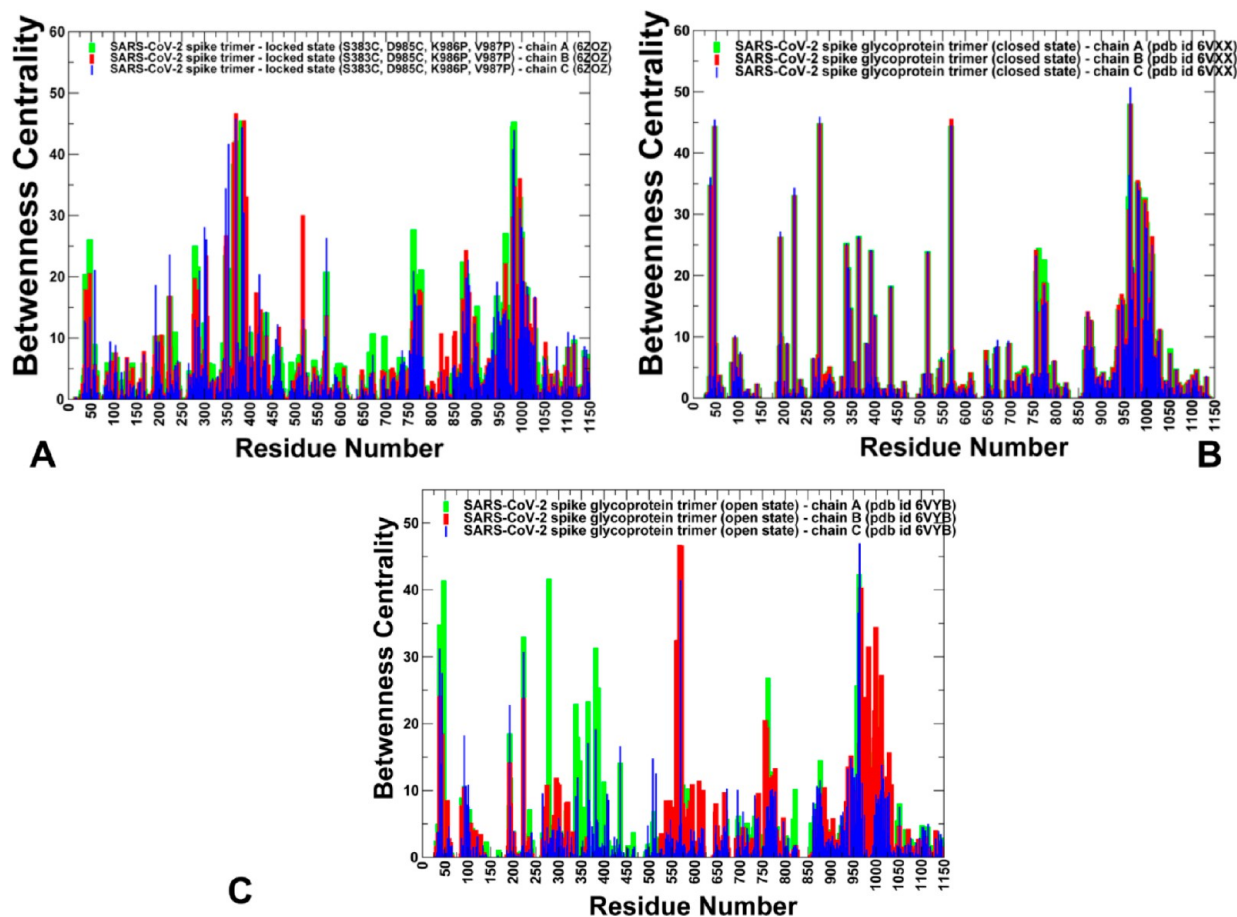 Betwenness Centrality
60
50
40
30
20
10
0
SARS-CoV-2 spike trimer - locked state (S383C, D985C, K986P, V987P) - chain A (6ZOZ)
SARS-CoV-2 spike trimer - locked state (S383C, D985C, K986P, V987P) - chain B (6ZOZ)
SARS-CoV-2 spike trimer - locked state (S383C, D985C, K986P, V987P) - chain C (6ZOZ)
0 50 100 150 200 250 300 350 400 450 500 550 600 650 700 750 800 850 900 950 1000 1050 1100 1150
Residue Number
A
Betweenness Centrality
60
50
40
30
20
10
0
SARS-CoV-2 spike glycoprotein trimer (closed state) - chain A (pdb id 6VXX)
SARS-CoV-2 spike glycoprotein trimer (closed state) - chain B (pdb id 6VXX)
SARS-CoV-2 spike glycoprotein trimer (closed state) - chain C (pdb id 6VXX)
0 50 100 150 200 250 300 350 400 450 500 550 600 650 700 750 800 850 900 950 1000 1050 1100 1150
Residue Number
B
Betwenness Centrality
50
40
30
20
10
0
SARS-CoV-2 spike glycoprotein trimer (open state) - chain A (pdb id 6VYB)
SARS-CoV-2 spike glycoprotein trimer (open state) - chain B (pdb id 6VYB)
SARS-CoV-2 spike glycoprotein trimer (open state) - chain C (pdb id 6VYB)
0 50 100 150 200 250 300 350 400 450 500 550 600 650 700 750 800 850 900 950 1000 1050 1100 1150
Residue Number
C